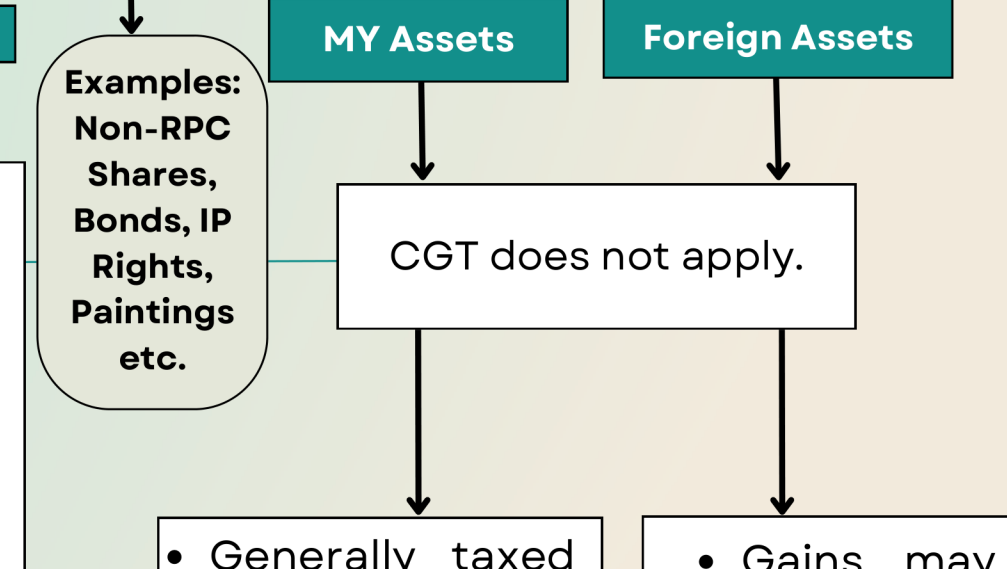 MY Assets
Foreign Assets
Examples:
Non-RPC
Shares,
Bonds, IP
Rights,
Paintings
etc.
CGT does not apply.
• Generally taxed
• Gains may